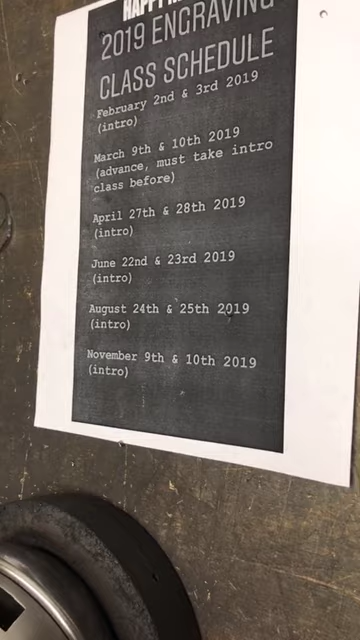 2019 ENGRAVING
CLASS SCHEDULE
February 2nd & 3rd 2019
(intro)
March 9th & 10th 2019
(advance, must take intro
class before)
April 27th & 28th 2019
(intro)
June 22nd & 23rd 2019
(intro)
August 24th & 25th 2019
(intro)
November 9th & 10th 2019
(intro)